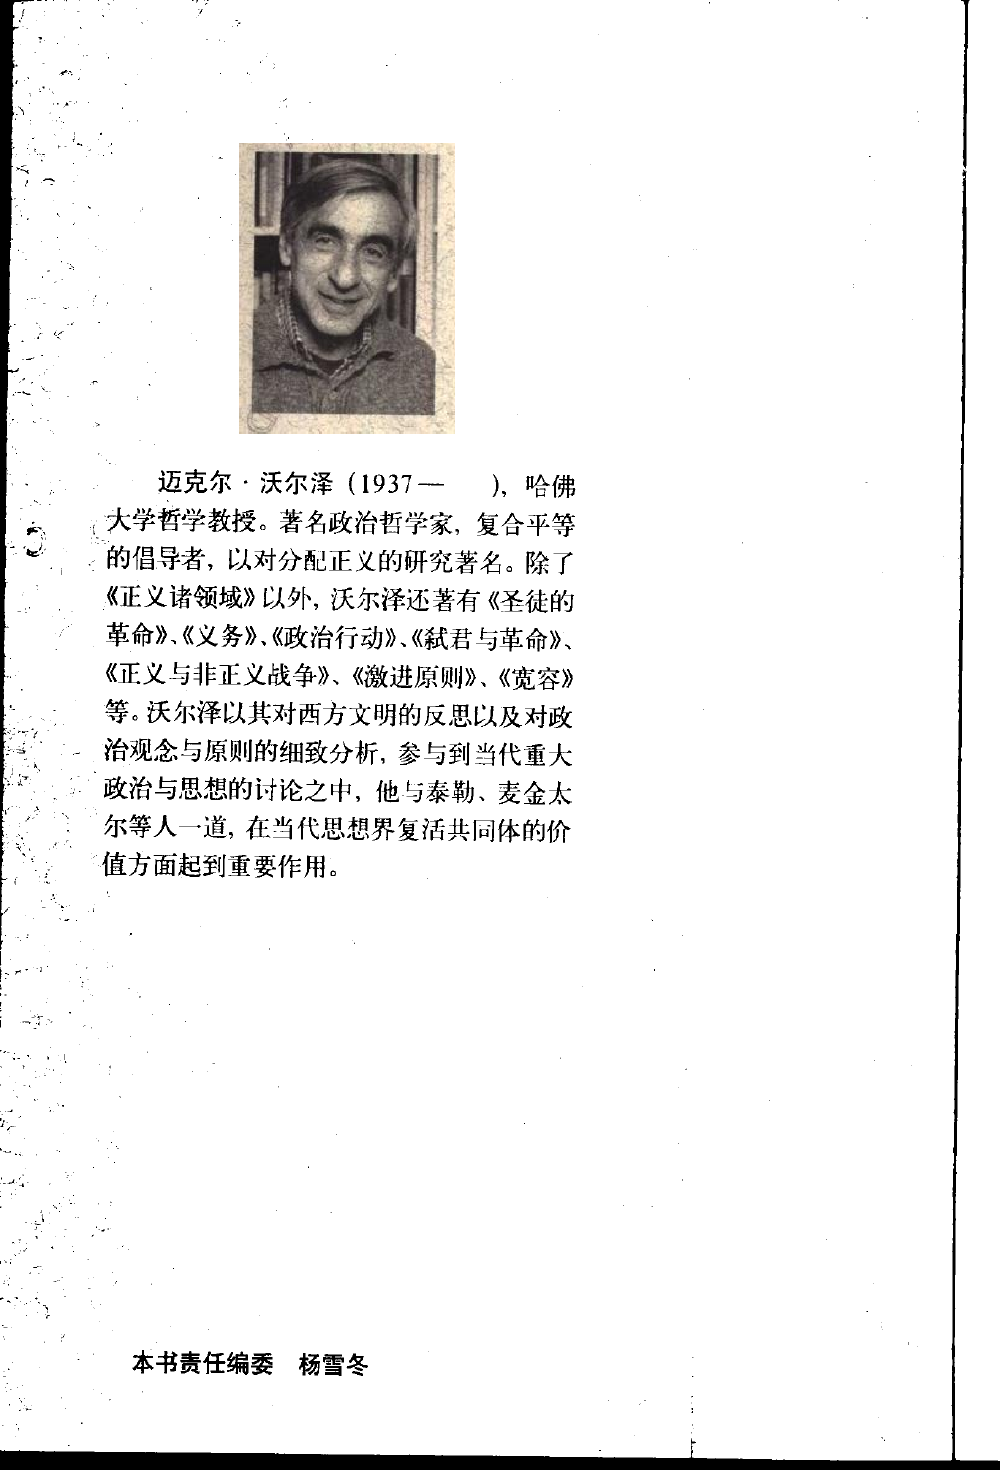 迈克尔·沃尔泽（1937—　　），哈佛
大学哲学教授。著名政治哲学家，复合平等
的倡导者，以对分配正义的研究著名。除了
《正义诸领域》以外，沃尔泽还著有《圣徒的
革命》、《义务》、《政治行动》、《弑君与革命》、
《正义与非正义战争》、《激进原则》、《宽容》
等。沃尔泽以其对西方文明的反思以及对政
治观念与原则的细致分析，参与到当代重大
政治与思想的讨论之中，他与泰勒、麦金太
尔等人一道，在当代思想界复活共同体的价
值方面起到重要作用。
本书责任编委　杨雪冬